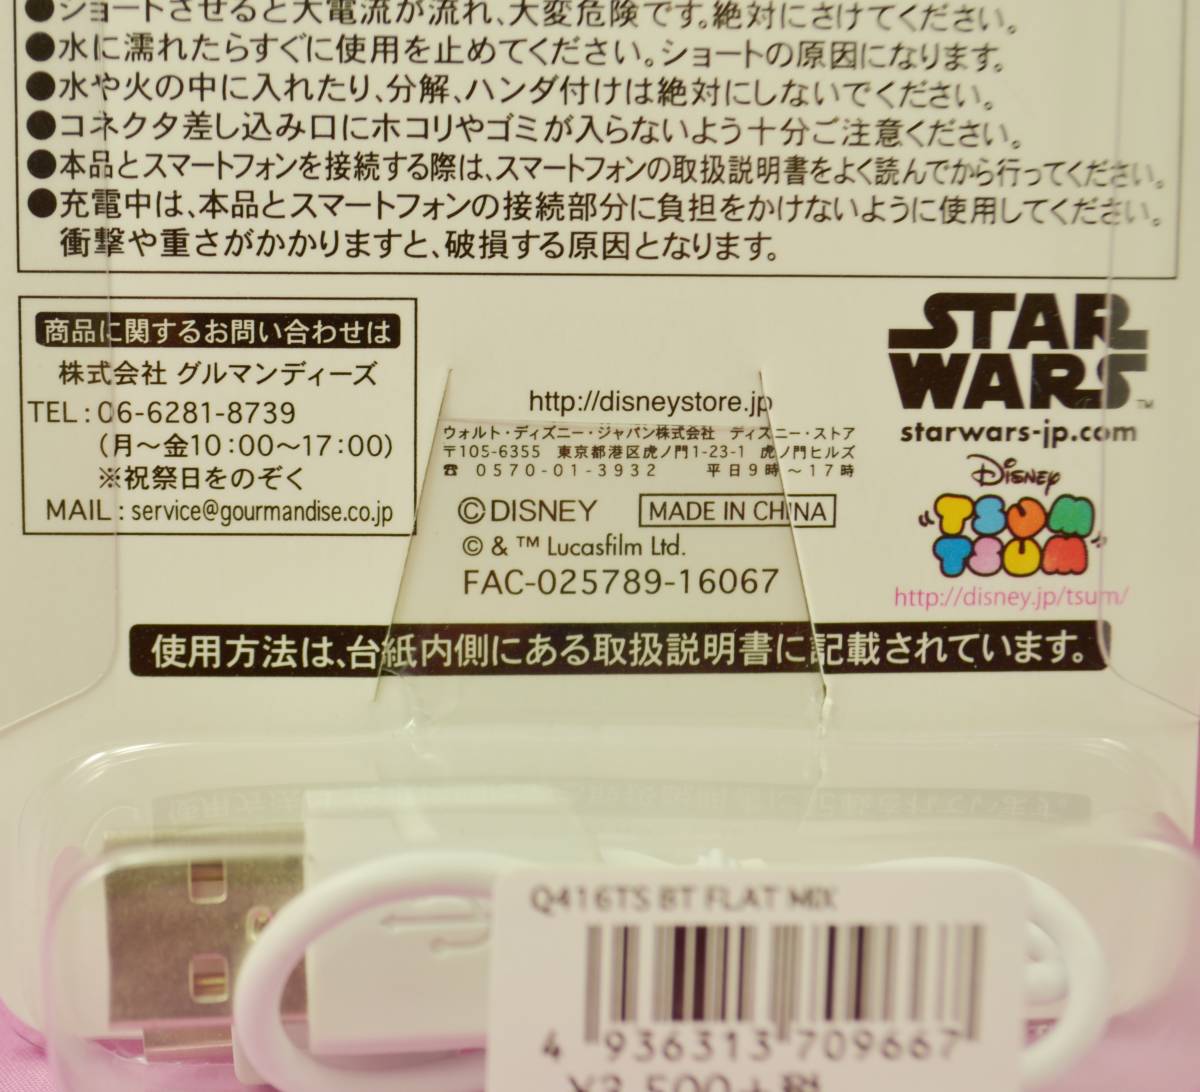 ●ショートさせると大電流が流れ、大変危険です。絶対にさけてください。
●水に濡れたらすぐに使用を止めてください。ショートの原因になります。
●水や火の中に入れたり、分解、ハンダ付けは絶対にしないでください。
●コネクタ差し込み口にホコリやゴミが入らないよう十分ご注意ください。
●本品とスマートフォンを接続する際は、スマートフォンの取扱説明書をよく読んでから行ってください。
●充電中は、本品とスマートフォンの接続部分に負担をかけないように使用してください。
衝撃や重さがかかりますと、破損する原因となります。
商品に関するお問い合わせは
株式会社 グルマンディーズ
TEL:06-6281-8739
(月～金10:00～17:00)
※祝祭日をのぞく
MAIL:service@gourmandise.co.jp
http://disneystore.jp
ウォルト・ディズニー・ジャパン株式会社 ディズニー・ストア
〒105-6355 東京都港区虎ノ門1-23-1 虎ノ門ヒルズ
☎ 0570-01-3932 平日9時～17時
©DISNEY MADE IN CHINA
© & ™ Lucasfilm Ltd.
FAC-025789-16067
STAR
WARS™
starwars-jp.com
Disney
"TSUM
TSUM"
http://disney.jp/tsum/
使用方法は、台紙内側にある取扱説明書に記載されています。
Q416TS BT FLAT MIX
4 936313 709667
¥3,500+税